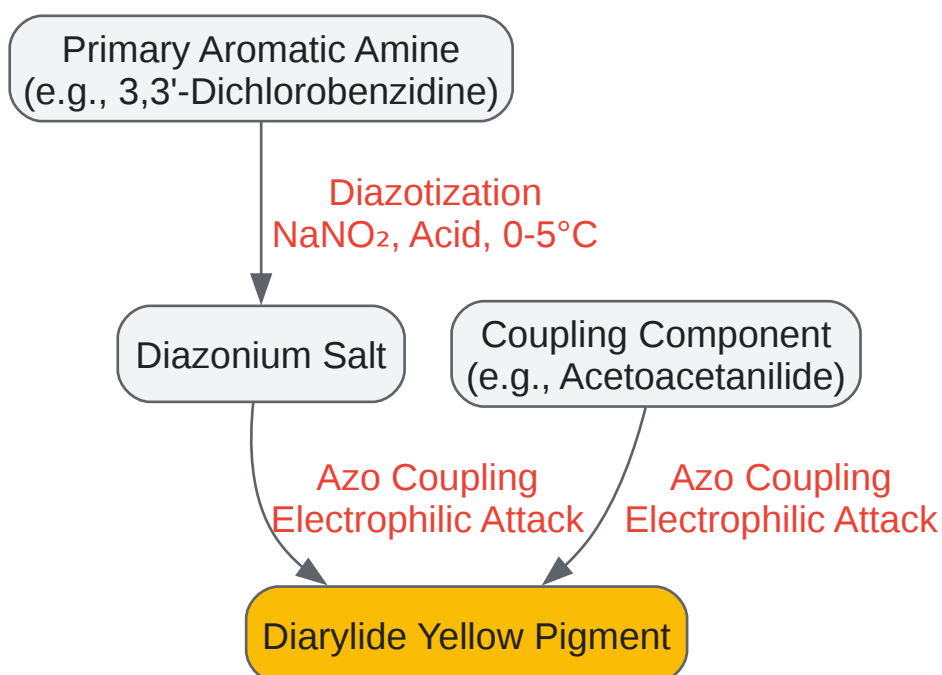 Primary Aromatic Amine
(e.g., 3,3'-Dichlorobenzidine)
Diazotization
NaNO₂, Acid, 0-5°C
Diazonium Salt
Coupling Component
(e.g., Acetoacetanilide)
Azo Coupling
Electrophilic Attack
Azo Coupling
Electrophilic Attack
Diarylide Yellow Pigment